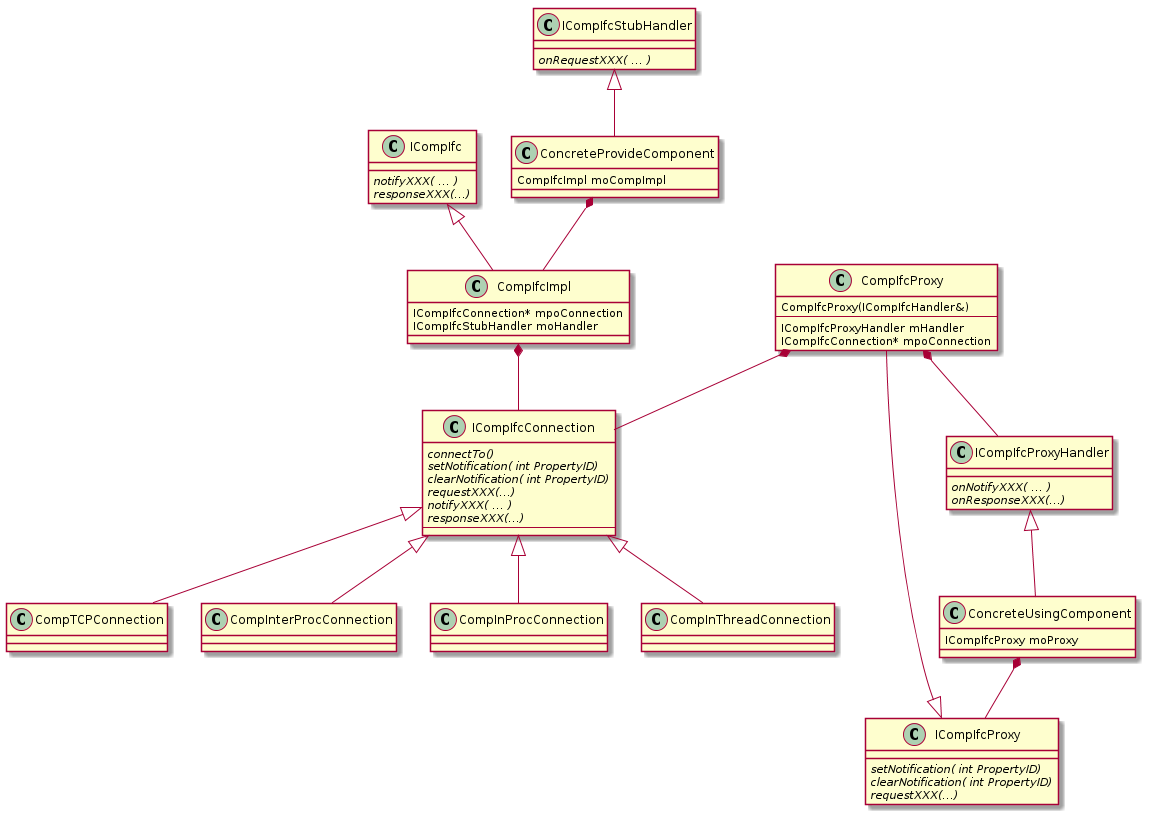 C ICompIfcStubHandler
onRequestXXX( ... )
C ICompIfc
notifyXXX( ... )
responseXXX(...)
C ConcreteProvideComponent
CompIfcImpl moCompImpl
C CompIfcImpl
ICompIfcConnection* mpoConnection
ICompIfcStubHandler moHandler
C CompIfcProxy
CompIfcProxy(ICompIfcHandler&)
ICompIfcProxyHandler mHandler
ICompIfcConnection* mpoConnection
C ICompIfcConnection
connectTo()
setNotification( int PropertyID)
clearNotification( int PropertyID)
requestXXX(...)
notifyXXX( ... )
responseXXX(...)
C ICompIfcProxyHandler
onNotifyXXX( ... )
onResponseXXX(...)
C CompTCPConnection
C CompInterProcConnection
C CompInProcConnection
C CompInThreadConnection
C ConcreteUsingComponent
ICompIfcProxy moProxy
C ICompIfcProxy
setNotification( int PropertyID)
clearNotification( int PropertyID)
requestXXX(...)